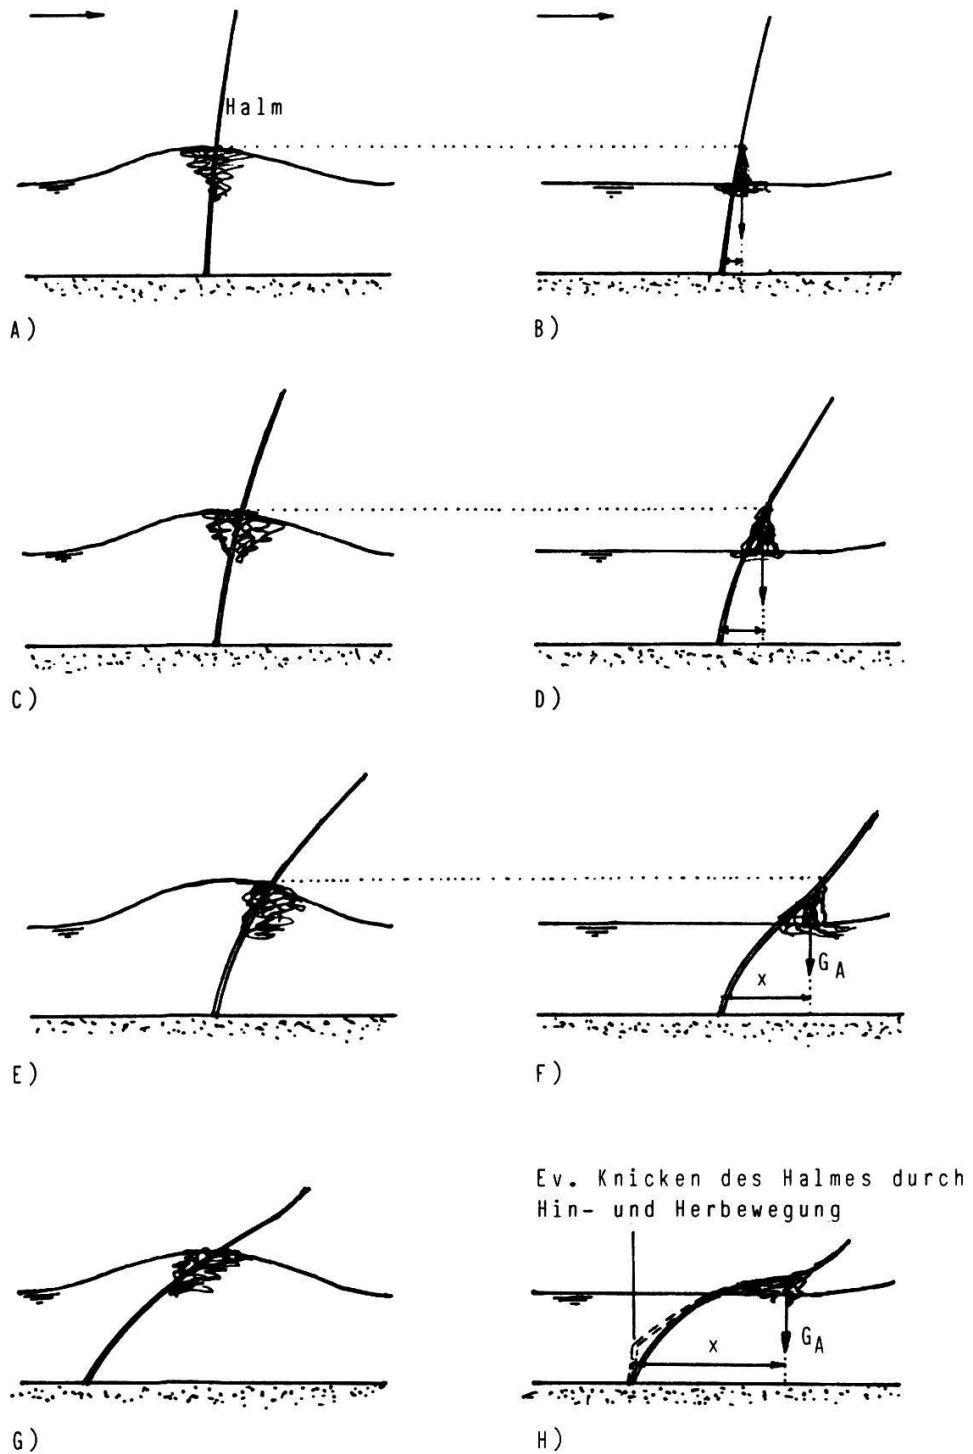 Halm
A)
B)
C)
D)
x
G A
E)
F)
Ev. Knicken des Halmes durch
Hin- und Herbewegung
x
G A
G)
H)